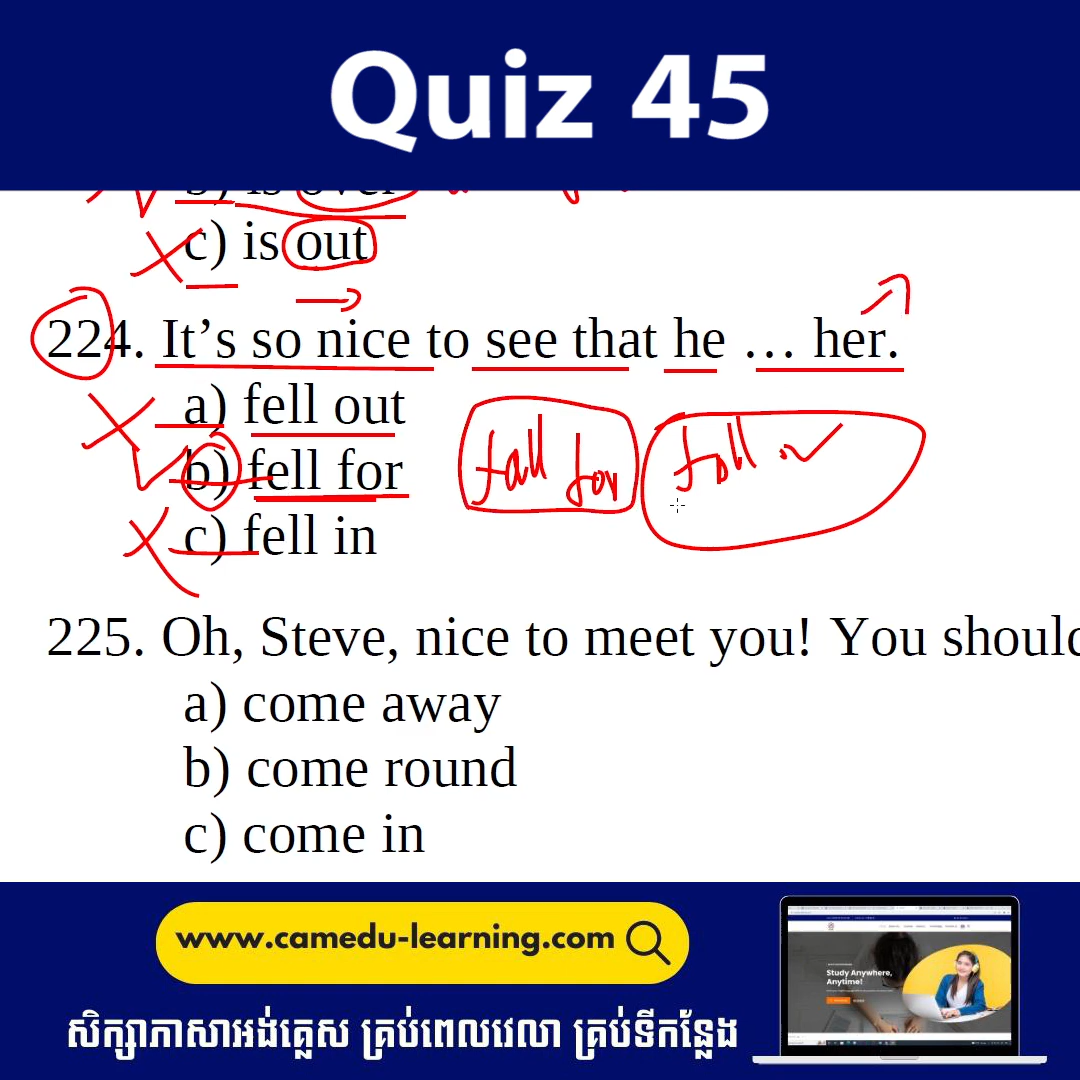 Quiz 45
b) is over
c) is out
224. It’s so nice to see that he … her.
a) fell out
b) fell for
fall for
c) fell in
225. Oh, Steve, nice to meet you! You should
a) come away
b) come round
c) come in
www.camedu-learning.com
Study Anywhere,
Anytime!
សិក្សាភាសាអង់គ្លេស គ្រប់ពេលវេលា គ្រប់ទីកន្លែង